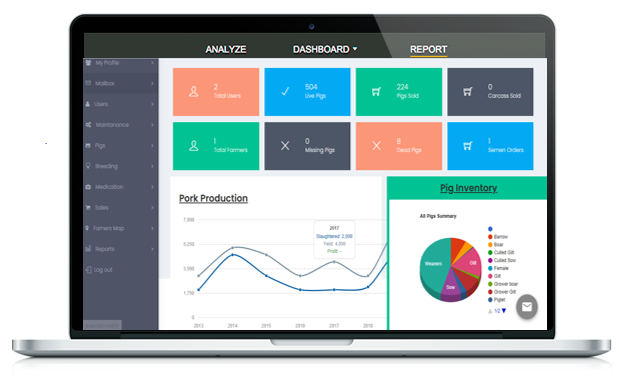 ANALYZE DASHBOARD REPORT
My Profile
Mailbox
Users
Maintanance
Pigs
Breeding
Medication
Sales
Farners Map
Reports
Log out
2
Total Users
504
Live Pigs
224
Pigs Sold
0
Carcass Sold
1
Total Farmers
0
Missing Pigs
8
Dead Pigs
1
Semen Orders
Pork Production
7,000
5,250
3,500
1,750
0
2013 2014 2015 2016 2017 2018
2017
Slaughtered: 2,000
Yield: 4,000
Profit: -
Pig Inventory
All Pigs Summary
Weaners
Gilt
Sow
Barrow
Boar
Culled Gilt
Culled Sow
Female
Gilt
Grower boar
Grower Gilt
Piglet
1/2